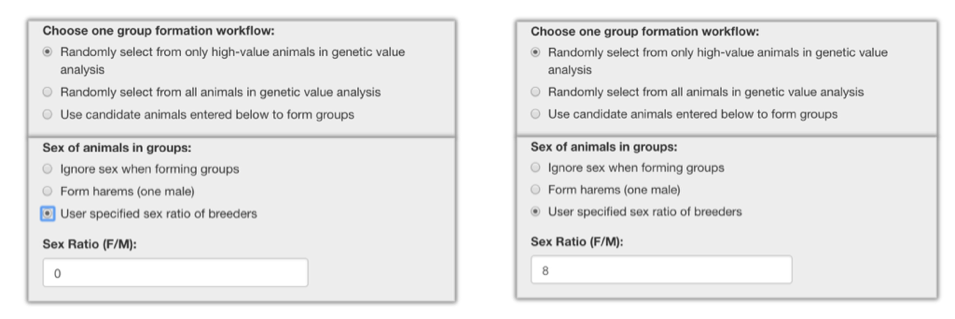 Choose one group formation workflow:
Randomly select from only high-value animals in genetic value
analysis
Randomly select from all animals in genetic value analysis
Use candidate animals entered below to form groups
Sex of animals in groups:
Ignore sex when forming groups
Form harems (one male)
User specified sex ratio of breeders
Sex Ratio (F/M):
0
Choose one group formation workflow:
Randomly select from only high-value animals in genetic value
analysis
Randomly select from all animals in genetic value analysis
Use candidate animals entered below to form groups
Sex of animals in groups:
Ignore sex when forming groups
Form harems (one male)
User specified sex ratio of breeders
Sex Ratio (F/M):
8